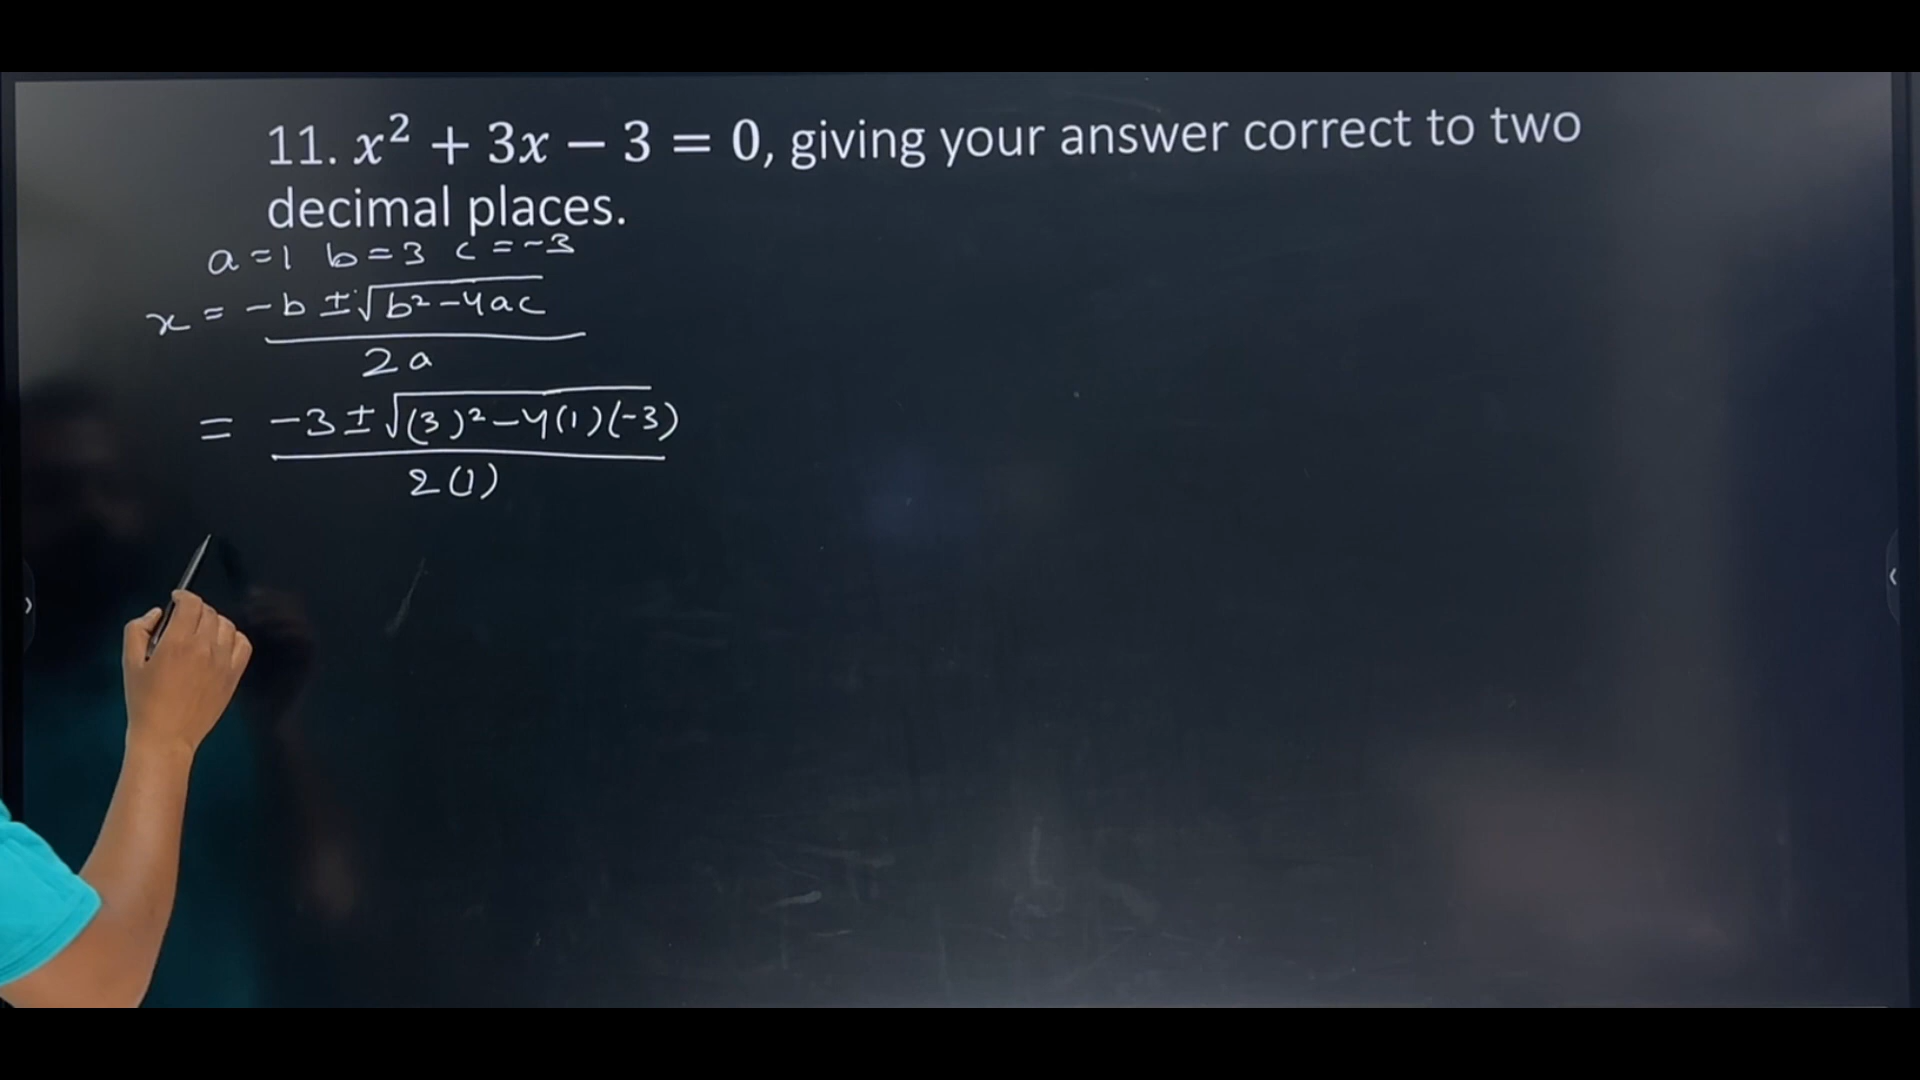 11. x² + 3x − 3 = 0, giving your answer correct to two
decimal places.
a = 1 b = 3 c = -3
x = -b ± √b² - 4ac
2a
= -3 ± √(3)² - 4(1)(-3)
2(1)